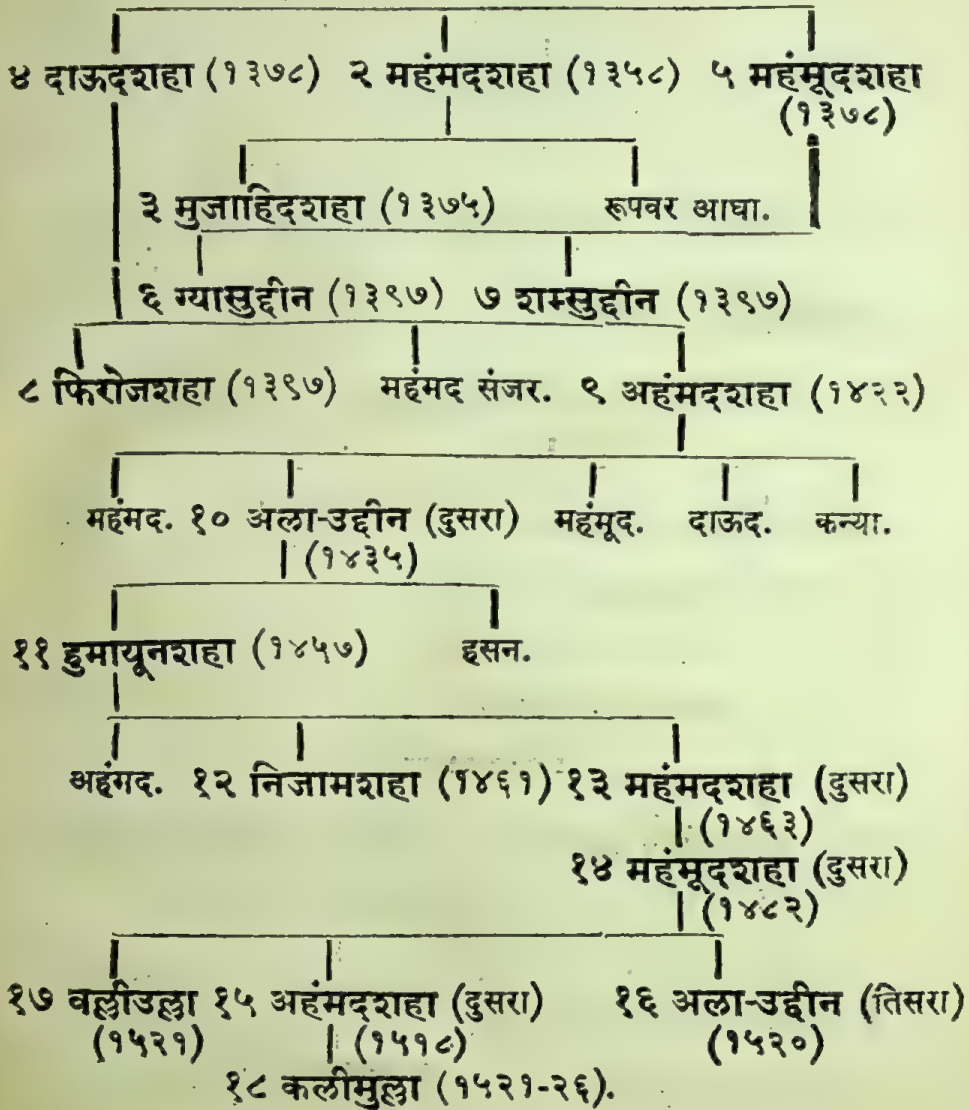 ४ दाऊदशहा (१३७८) २ महंमदशहा (१३५८) ५ महंमूदशहा
(१३७८)
३ मुजाहिदशहा (१३७५) रूपवर आघा.
६ ग्यासुद्दीन (१३९७) ७ शम्सुद्दीन (१३९७)
८ फिरोजशहा (१३९७) महंमद संजर. ९ अहंमदशहा (१४२२)
महंमद. १० अला-उद्दीन (दुसरा) महंमूद. दाऊद. कन्या.
(१४३५)
११ हुमायूनशहा (१४५७) हसन.
अहंमद. १२ निजामशहा (१४६१) १३ महंमदशहा (दुसरा)
(१४६३)
१४ महंमूदशहा (दुसरा)
(१४८२)
१७ वल्लीउल्ला १५ अहंमदशहा (दुसरा) १६ अला-उद्दीन (तिसरा)
(१५२१) (१५१८) (१५२०)
१८ कलीमुल्ला (१५२१-२६).